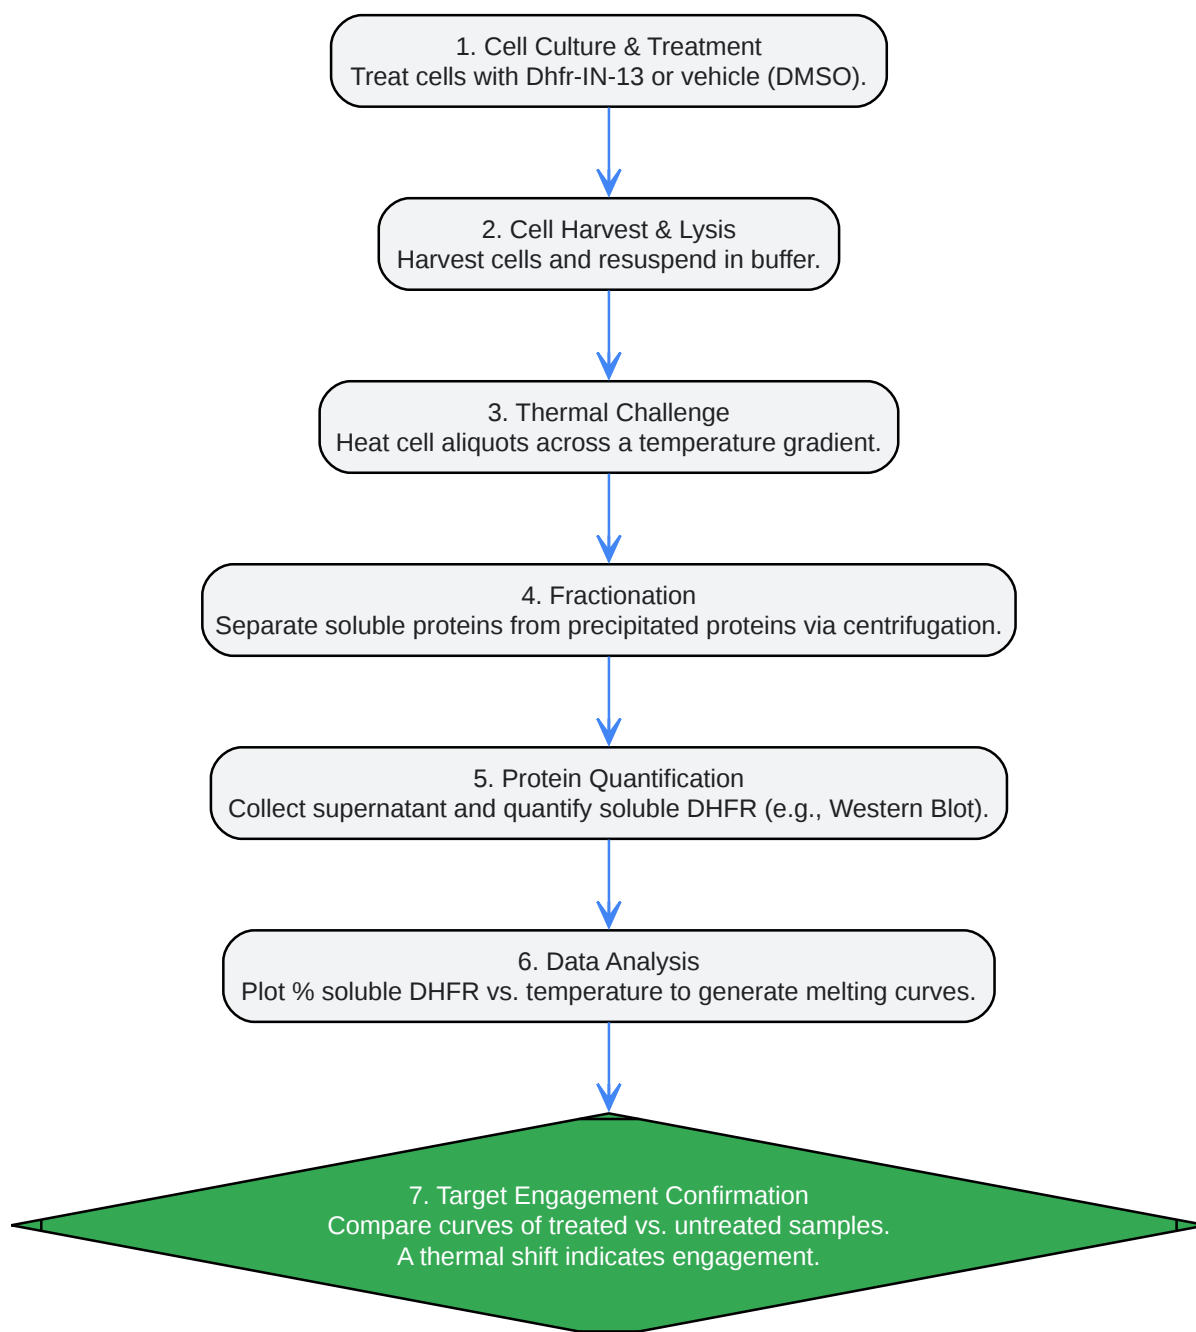 1. Cell Culture & Treatment
Treat cells with Dhfr-IN-13 or vehicle (DMSO).
2. Cell Harvest & Lysis
Harvest cells and resuspend in buffer.
3. Thermal Challenge
Heat cell aliquots across a temperature gradient.
4. Fractionation
Separate soluble proteins from precipitated proteins via centrifugation.
5. Protein Quantification
Collect supernatant and quantify soluble DHFR (e.g., Western Blot).
6. Data Analysis
Plot % soluble DHFR vs. temperature to generate melting curves.
7. Target Engagement Confirmation
Compare curves of treated vs. untreated samples.
A thermal shift indicates engagement.